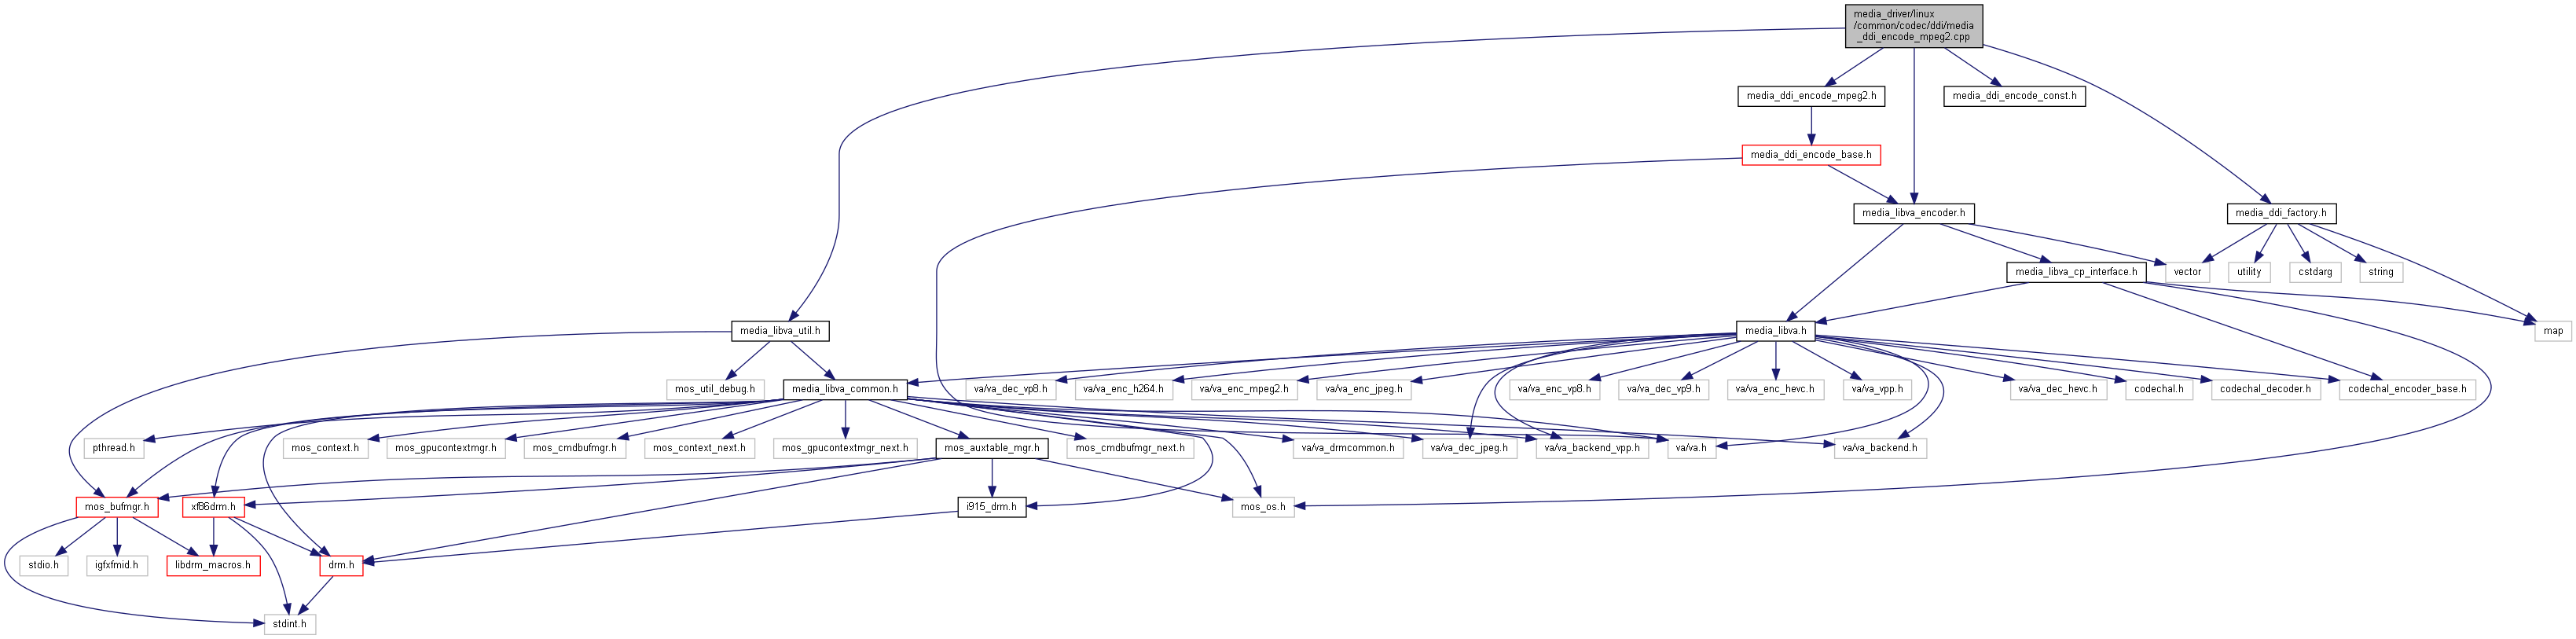 media_driver/linux
/common/codec/ddi/media
_ddi_encode_mpeg2.cpp
media_ddi_encode_mpeg2.h
media_ddi_encode_const.h
media_ddi_encode_base.h
media_libva_encoder.h
media_ddi_factory.h
media_libva_cp_interface.h
vector
utility
cstdarg
string
media_libva_util.h
media_libva.h
map
mos_util_debug.h
media_libva_common.h
va/va_dec_vp8.h
va/va_enc_h264.h
va/va_enc_mpeg2.h
va/va_enc_jpeg.h
va/va_enc_vp8.h
va/va_dec_vp9.h
va/va_enc_hevc.h
va/va_vpp.h
va/va_dec_hevc.h
codechal.h
codechal_decoder.h
codechal_encoder_base.h
pthread.h
mos_context.h
mos_gpucontextmgr.h
mos_cmdbufmgr.h
mos_context_next.h
mos_gpucontextmgr_next.h
mos_auxtable_mgr.h
mos_cmdbufmgr_next.h
va/va_drmcommon.h
va/va_dec_jpeg.h
va/va_backend_vpp.h
va/va.h
va/va_backend.h
mos_bufmgr.h
xf86drm.h
i915_drm.h
mos_os.h
stdio.h
igfxfmid.h
libdrm_macros.h
drm.h
stdint.h